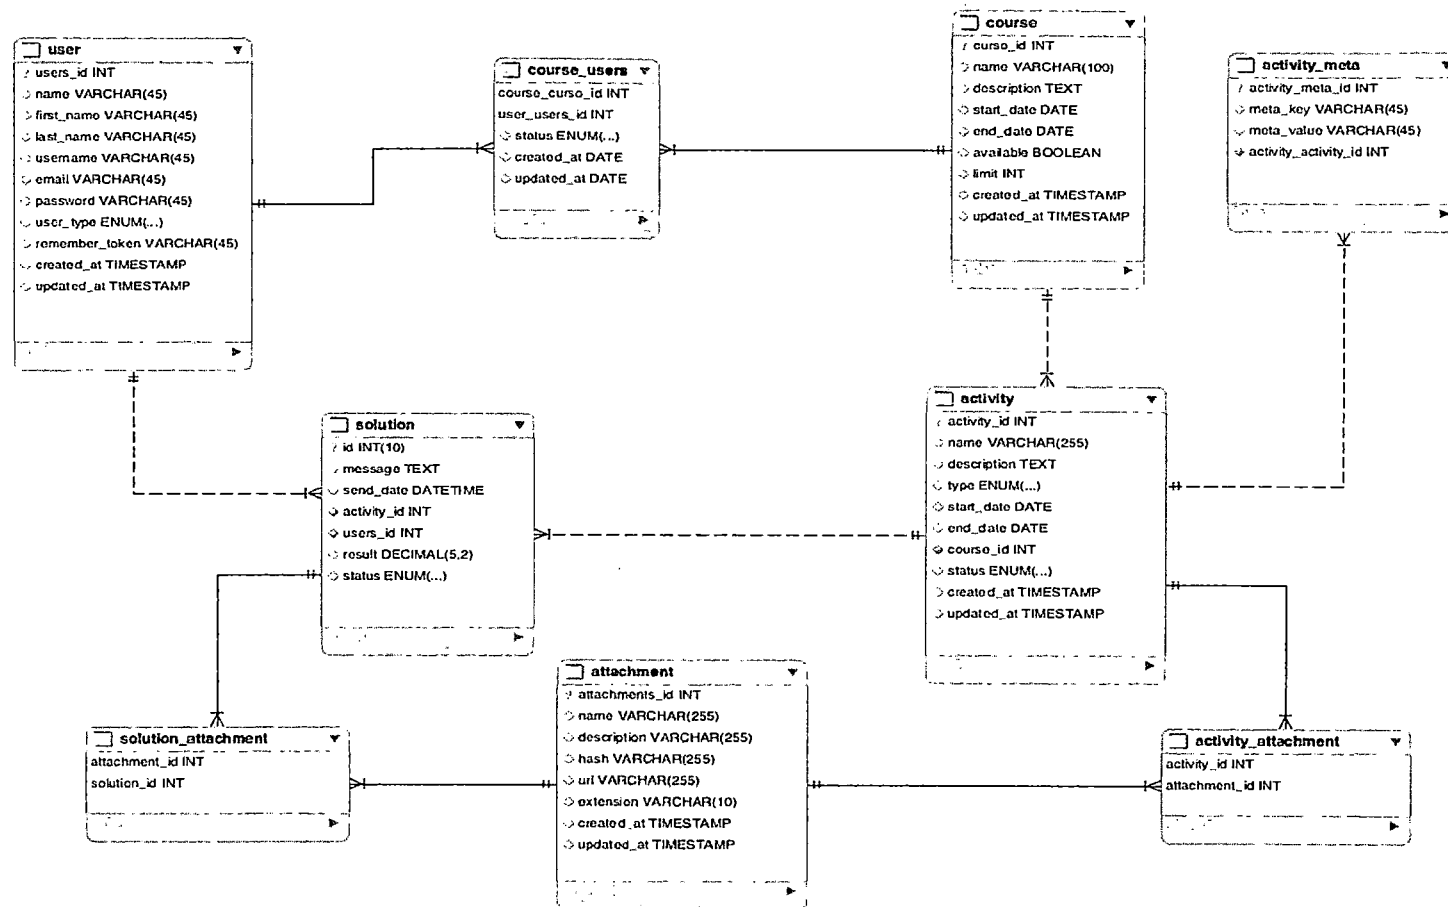 user
users_id INT
name VARCHAR(45)
first_name VARCHAR(45)
last_name VARCHAR(45)
username VARCHAR(45)
email VARCHAR(45)
password VARCHAR(45)
user_type ENUM(...)
remember_token VARCHAR(45)
created_at TIMESTAMP
updated_at TIMESTAMP
course_users
course_curso_id INT
user_users_id INT
status ENUM(...)
created_at DATE
updated_at DATE
course
curso_id INT
name VARCHAR(100)
description TEXT
start_date DATE
end_date DATE
available BOOLEAN
limit INT
created_at TIMESTAMP
updated_at TIMESTAMP
activity_meta
activity_meta_id INT
meta_key VARCHAR(45)
meta_value VARCHAR(45)
activity_activity_id INT
solution
id INT(10)
message TEXT
send_date DATETIME
activity_id INT
users_id INT
result DECIMAL(5,2)
status ENUM(...)
activity
activity_id INT
name VARCHAR(255)
description TEXT
type ENUM(...)
start_date DATE
end_date DATE
course_id INT
status ENUM(...)
created_at TIMESTAMP
updated_at TIMESTAMP
attachment
attachments_id INT
name VARCHAR(255)
description VARCHAR(255)
hash VARCHAR(255)
url VARCHAR(255)
extension VARCHAR(10)
created_at TIMESTAMP
updated_at TIMESTAMP
solution_attachment
attachment_id INT
solution_id INT
activity_attachment
activity_id INT
attachment_id INT